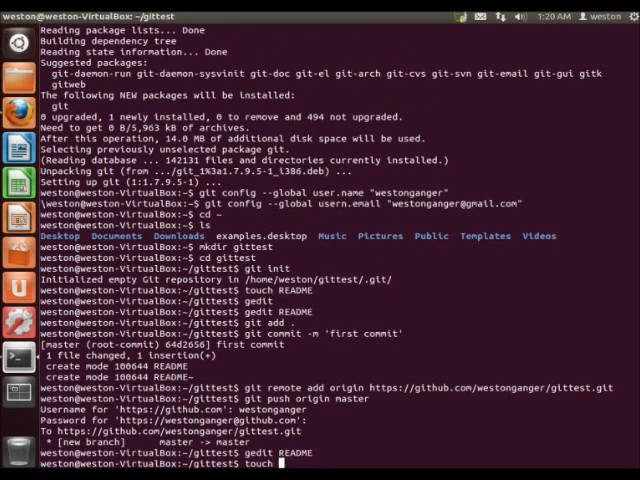 weston@weston-VirtualBox: ~/gittest
1:20 AM
weston
Reading package lists... Done
Building dependency tree
Reading state information... Done
Suggested packages:
git-daemon-run git-daemon-sysvinit git-doc git-el git-arch git-cvs git-svn git-email git-gui gitk
gitweb
The following NEW packages will be installed:
git
0 upgraded, 1 newly installed, 0 to remove and 494 not upgraded.
Need to get 0 B/5,963 kB of archives.
After this operation, 14.0 MB of additional disk space will be used.
Selecting previously unselected package git.
(Reading database ... 142131 files and directories currently installed.)
Unpacking git (from .../git_1%3a1.7.9.5-1_i386.deb) ...
Setting up git (1:1.7.9.5-1) ...
weston@weston-VirtualBox:~$ git config --global user.name "westonganger"
\weston@weston-VirtualBox:~$ git config --global usern.email "westonganger@gmail.com"
weston@weston-VirtualBox:~$ cd ~
weston@weston-VirtualBox:~$ ls
Desktop Documents Downloads examples.desktop Music Pictures Public Templates Videos
weston@weston-VirtualBox:~$ mkdir gittest
weston@weston-VirtualBox:~$ cd gittest
weston@weston-VirtualBox:~/gittest$ git init
Initialized empty Git repository in /home/weston/gittest/.git/
weston@weston-VirtualBox:~/gittest$ touch README
weston@weston-VirtualBox:~/gittest$ gedit
weston@weston-VirtualBox:~/gittest$ gedit README
weston@weston-VirtualBox:~/gittest$ git add .
weston@weston-VirtualBox:~/gittest$ git commit -m 'first commit'
[master (root-commit) 64d2656] first commit
1 file changed, 1 insertion(+)
create mode 100644 README
create mode 100644 README~
weston@weston-VirtualBox:~/gittest$ git remote add origin https://github.com/westonganger/gittest.git
weston@weston-VirtualBox:~/gittest$ git push origin master
Username for 'https://github.com': westonganger
Password for 'https://westonganger@github.com':
To https://github.com/westonganger/gittest.git
* [new branch] master -> master
weston@weston-VirtualBox:~/gittest$ gedit README
weston@weston-VirtualBox:~/gittest$ touch